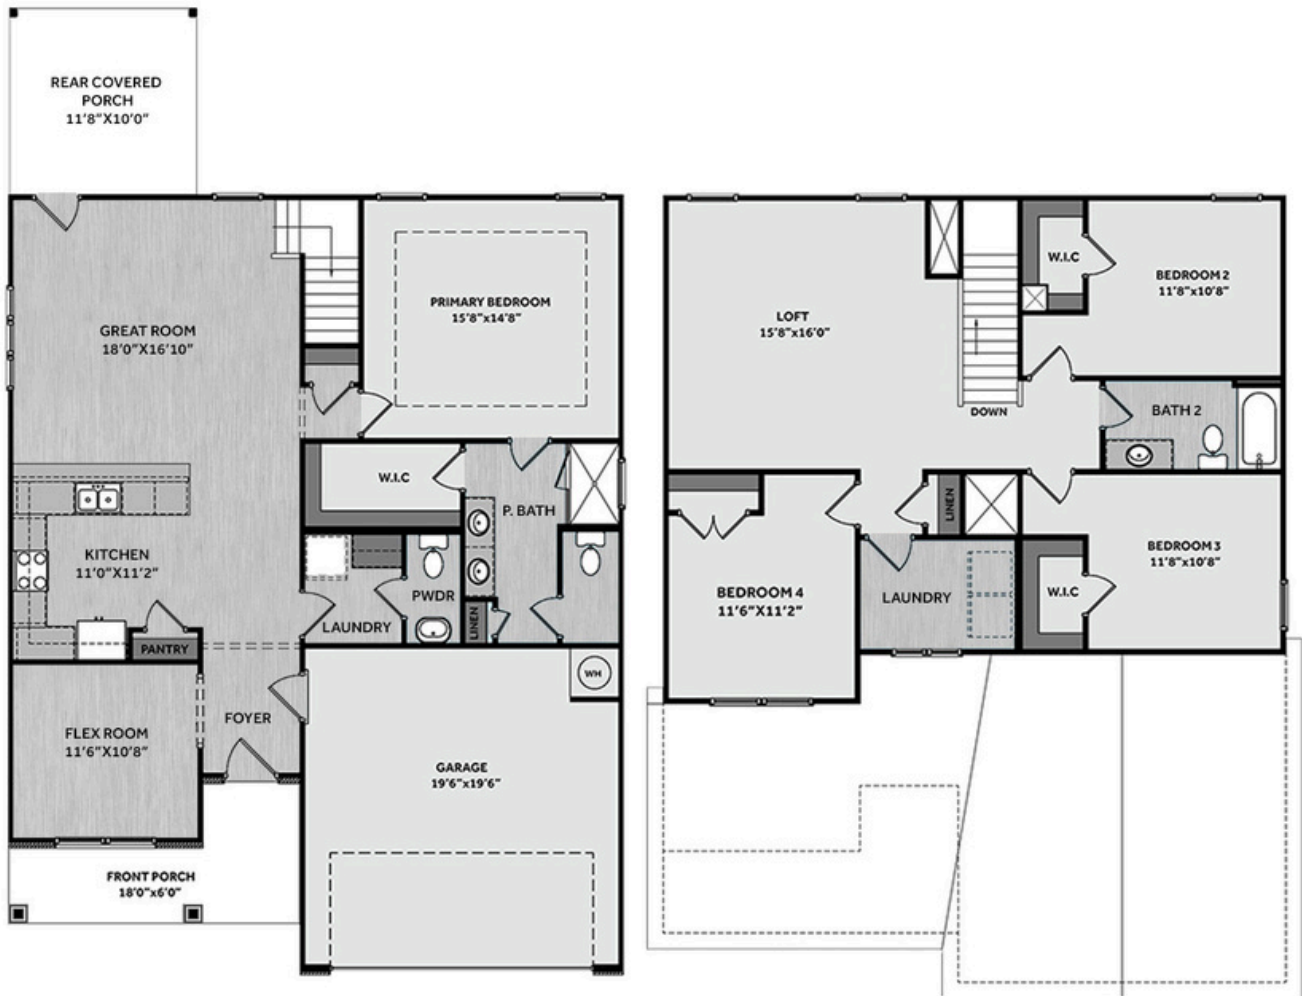 REAR COVERED
PORCH
11'8"X10'0"
GREAT ROOM
18'0"X16'10"
PRIMARY BEDROOM
15'8"x14'8"
W.I.C
P. BATH
KITCHEN
11'0"X11'2"
PWDR
LAUNDRY
LINEN
PANTRY
WH
FOYER
FLEX ROOM
11'6"X10'8"
GARAGE
19'6"x19'6"
FRONT PORCH
18'0"x6'0"
W.I.C
BEDROOM 2
11'8"x10'8"
LOFT
15'8"x16'0"
DOWN
BATH 2
LINEN
BEDROOM 3
11'8"x10'8"
W.I.C
BEDROOM 4
11'6"X11'2"
LAUNDRY